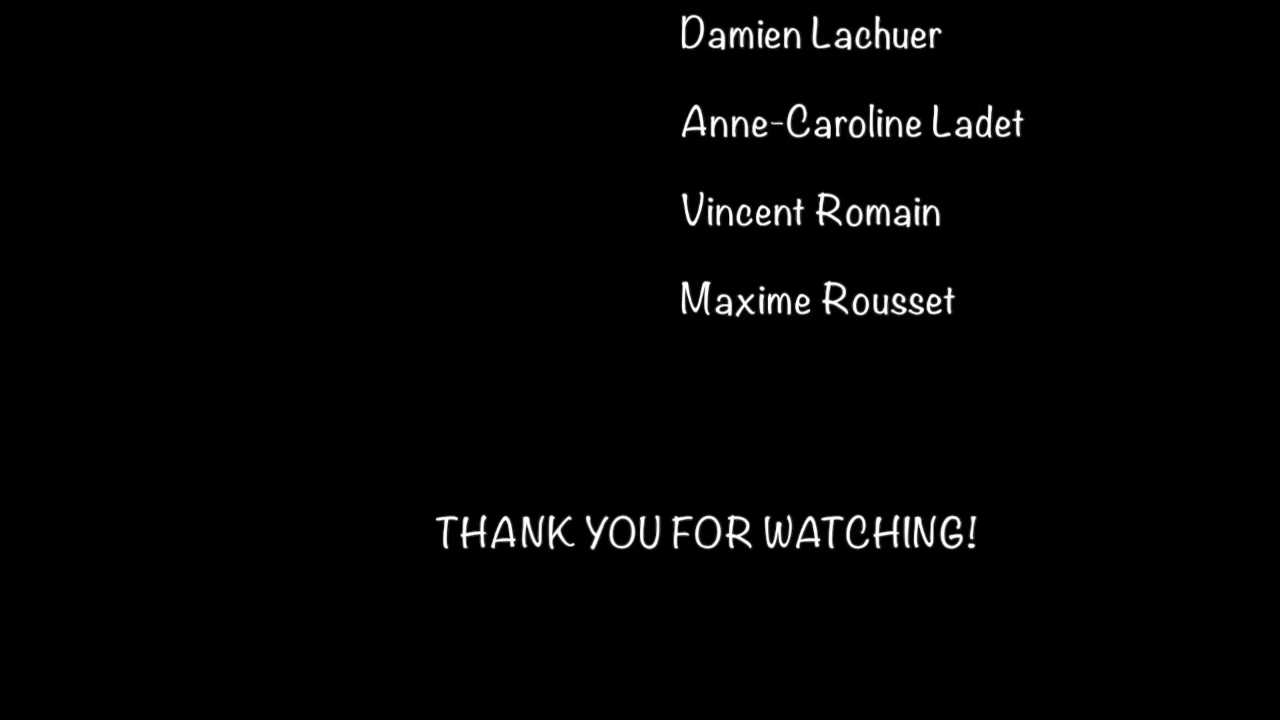 Damien Lachuer
Anne-Caroline Ladet
Vincent Romain
Maxime Rousset
THANK YOU FOR WATCHING!